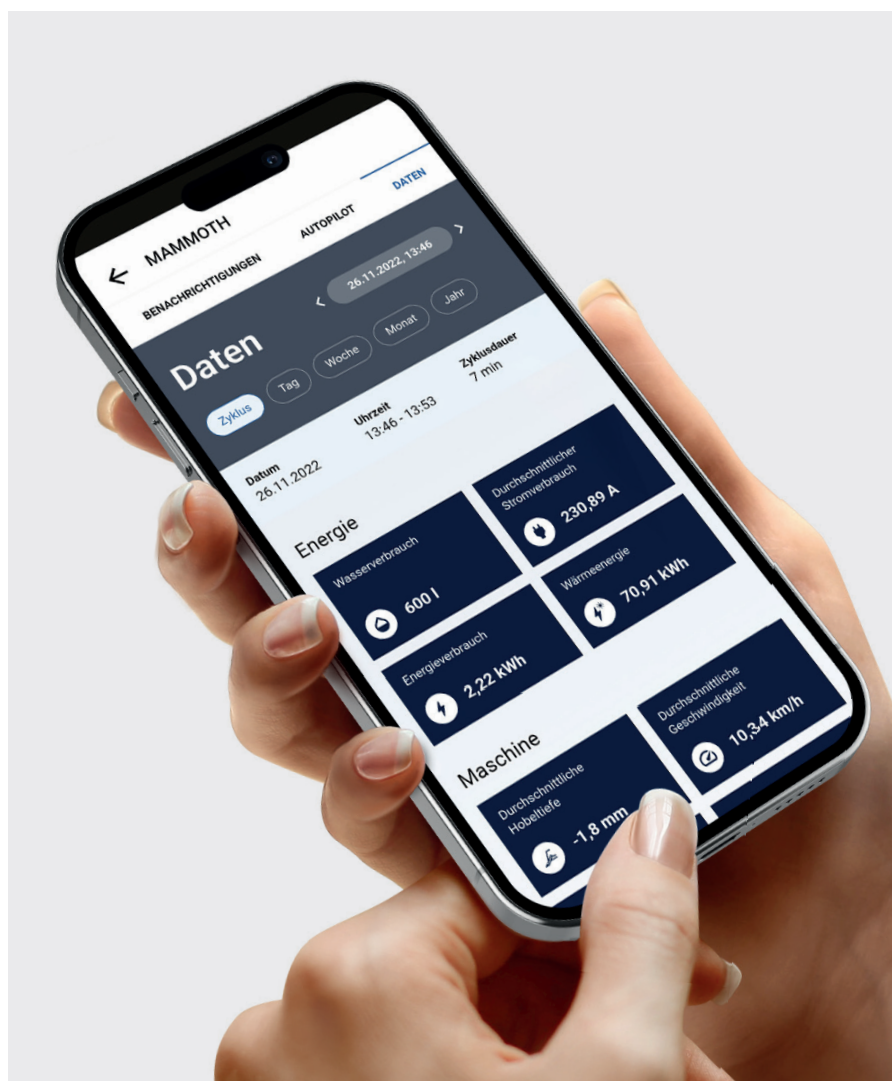 MAMMOTH
BENACHRICHTIGUNGEN AUTOPILOT DATEN
Daten
26.11.2022, 13:46
Zyklus Tag Woche Monat Jahr
Datum Uhrzeit Zyklusdauer
26.11.2022 13:46 - 13:53 7 min
Energie
Wasserverbrauch
600 l
Durchschnittlicher
Stromverbrauch
230,89 A
Energieverbrauch
2,22 kWh
Wärmeenergie
70,91 kWh
Maschine
Durchschnittliche
Hobeltiefe
-1,8 mm
Durchschnittliche
Geschwindigkeit
10,34 km/h